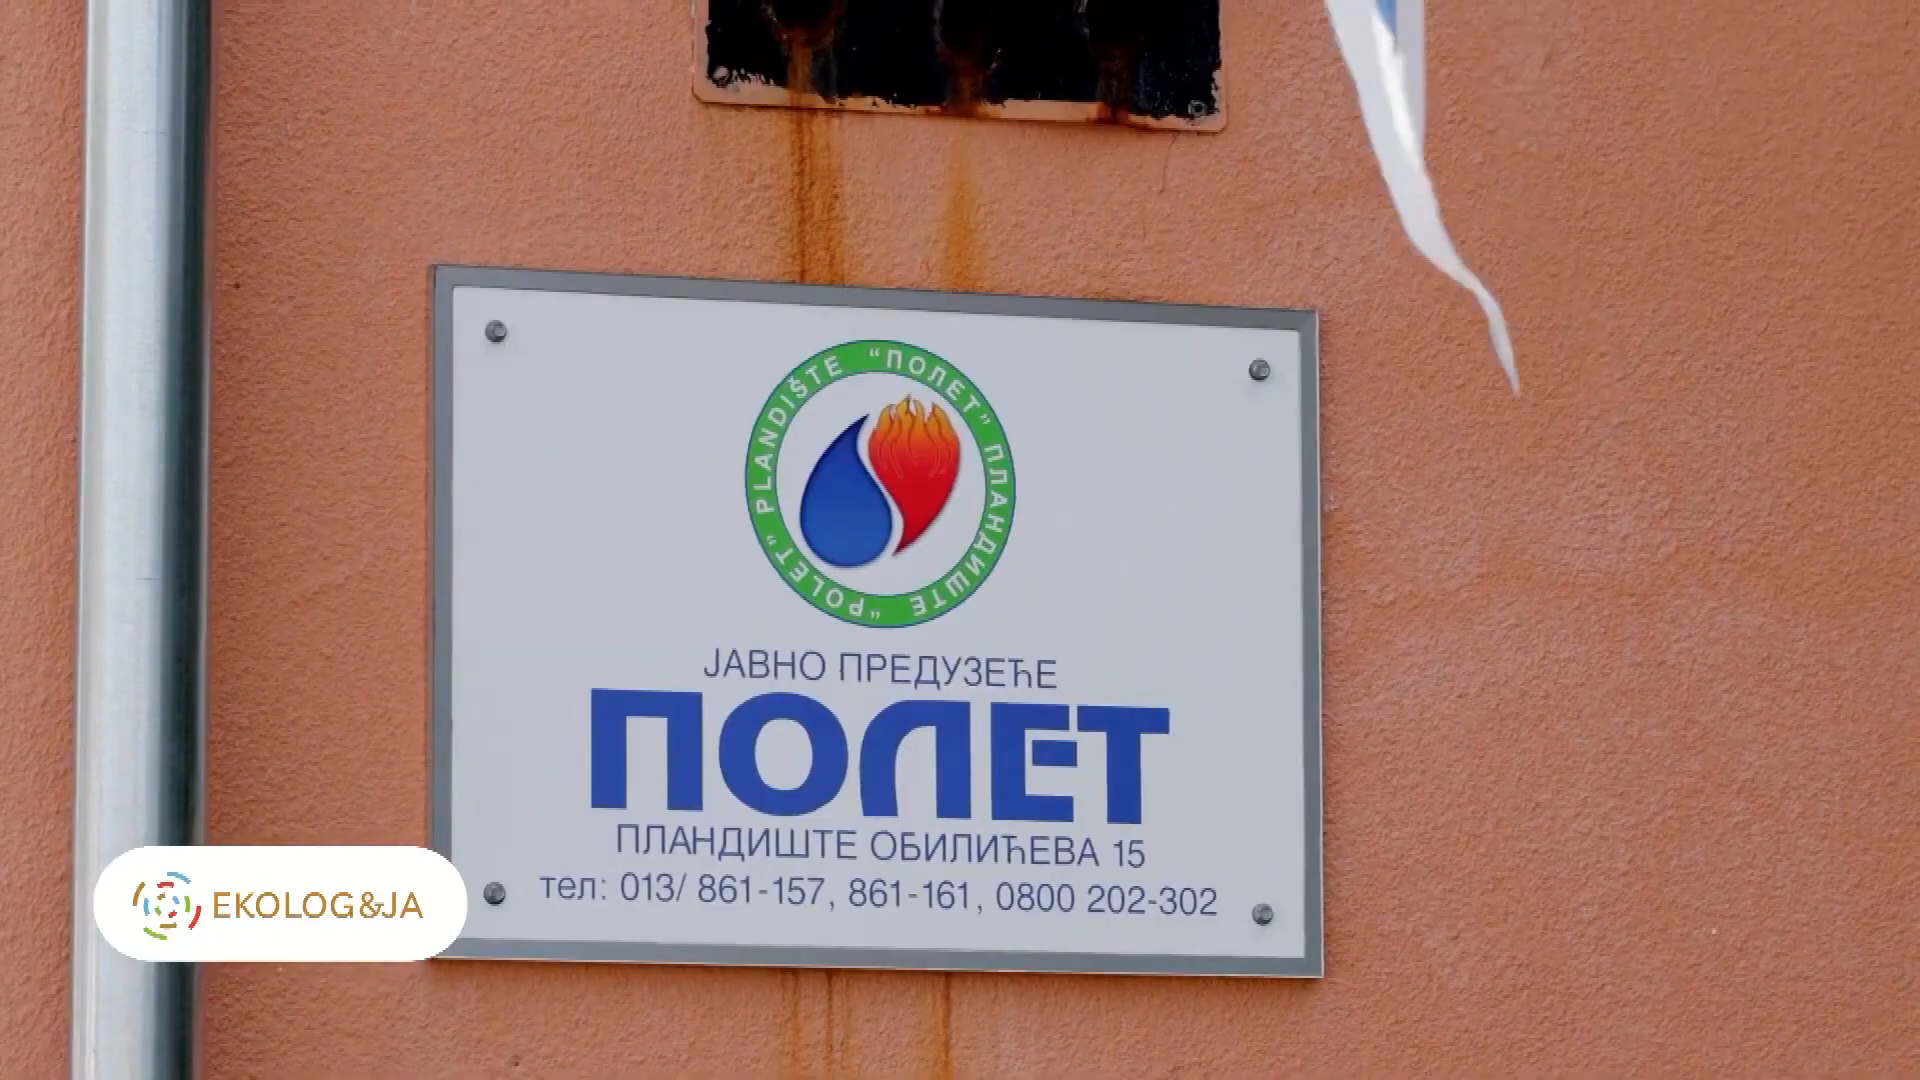 "ПОЛЕТ" ПЛАНДИШТЕ
"POLET" PLANDIŠTE
ЈАВНО ПРЕДУЗЕЋЕ
ПОЛЕТ
ПЛАНДИШТЕ ОБИЛИЋЕВА 15
тел: 013/ 861-157, 861-161, 0800 202-302
EKOLOG&JA